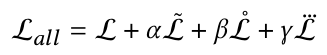 ℒ_all = ℒ + αℒ̃ + βℒ̊ + γℒ⃛